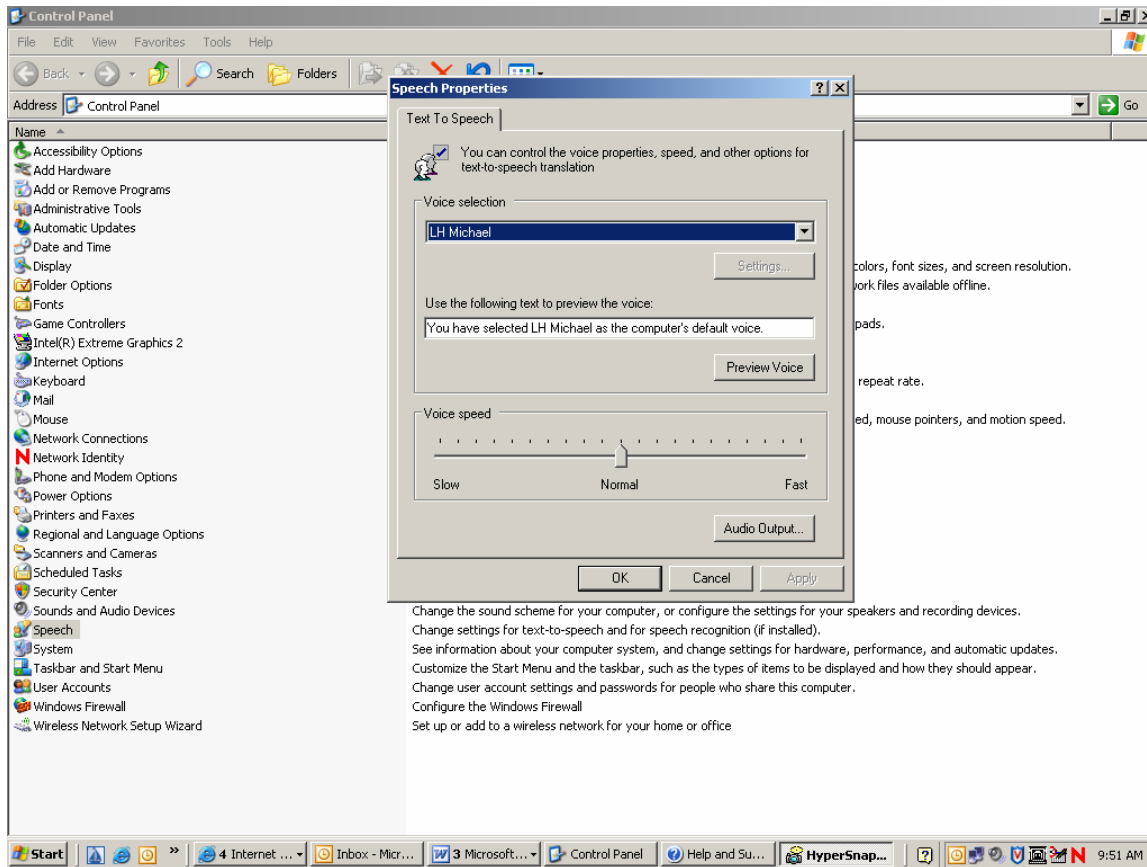 Control Panel
File Edit View Favorites Tools Help
Back Search Folders
Address Control Panel Go
Name
Accessibility Options
Add Hardware
Add or Remove Programs
Administrative Tools
Automatic Updates
Date and Time
Display
Folder Options
Fonts
Game Controllers
Intel(R) Extreme Graphics 2
Internet Options
Keyboard
Mail
Mouse
Network Connections
Network Identity
Phone and Modem Options
Power Options
Printers and Faxes
Regional and Language Options
Scanners and Cameras
Scheduled Tasks
Security Center
Sounds and Audio Devices
Speech
System
Taskbar and Start Menu
User Accounts
Windows Firewall
Wireless Network Setup Wizard
colors, font sizes, and screen resolution.
work files available offline.
pads.
repeat rate.
ed, mouse pointers, and motion speed.
Change the sound scheme for your computer, or configure the settings for your speakers and recording devices.
Change settings for text-to-speech and for speech recognition (if installed).
See information about your computer system, and change settings for hardware, performance, and automatic updates.
Customize the Start Menu and the taskbar, such as the types of items to be displayed and how they should appear.
Change user account settings and passwords for people who share this computer.
Configure the Windows Firewall
Set up or add to a wireless network for your home or office
Speech Properties
Text To Speech
You can control the voice properties, speed, and other options for
text-to-speech translation
Voice selection
LH Michael
Settings...
Use the following text to preview the voice:
You have selected LH Michael as the computer's default voice.
Preview Voice
Voice speed
Slow Normal Fast
Audio Output...
OK Cancel Apply
Start » 4 Internet ... Inbox - Micr... 3 Microsoft... Control Panel Help and Su... HyperSnap... 9:51 AM